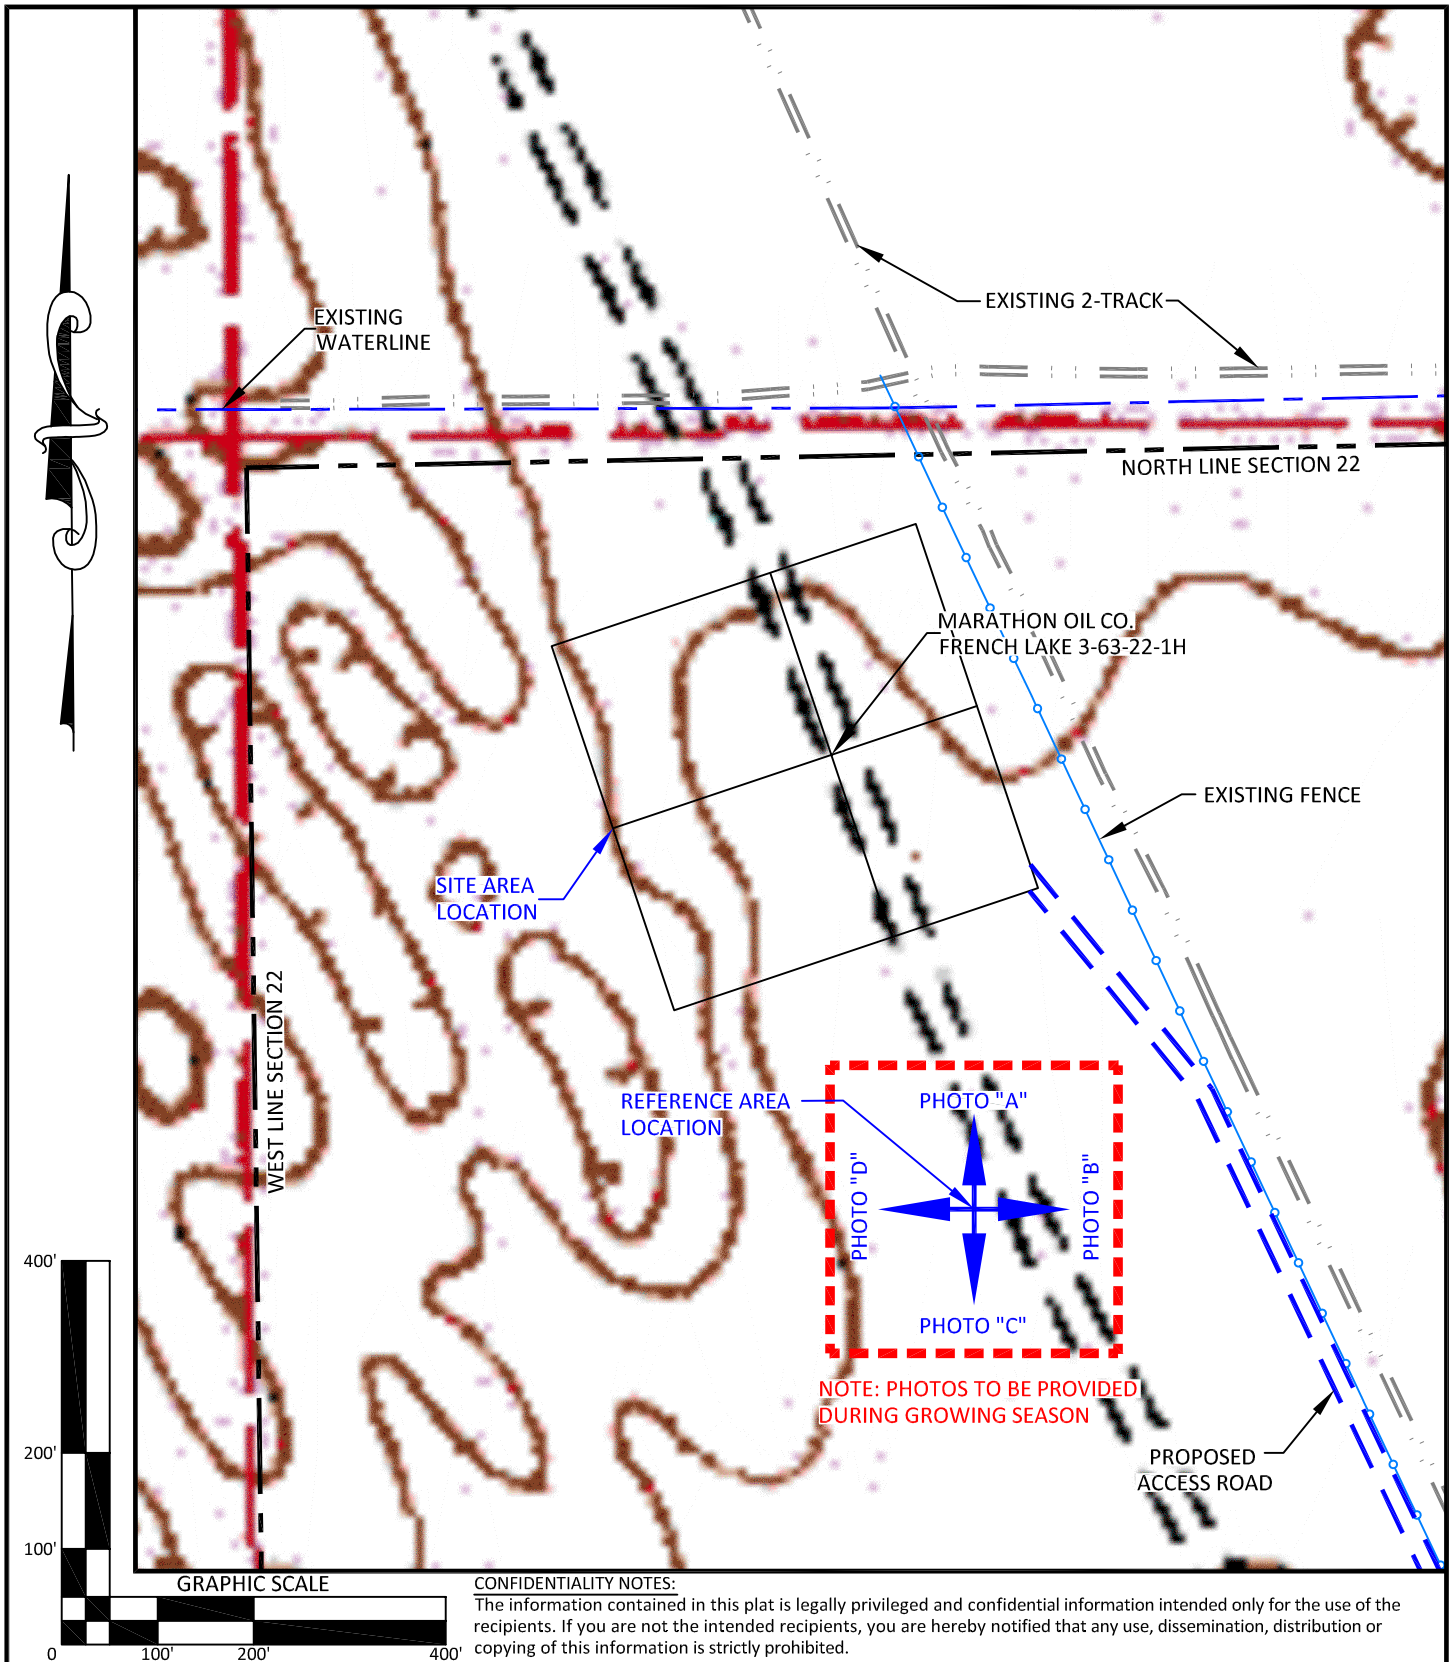 EXISTING 2-TRACK
EXISTING
WATERLINE
NORTH LINE SECTION 22
MARATHON OIL CO.
FRENCH LAKE 3-63-22-1H
EXISTING FENCE
SITE AREA
LOCATION
WEST LINE SECTION 22
REFERENCE AREA
LOCATION
PHOTO "A"
PHOTO "D"
PHOTO "B"
PHOTO "C"
NOTE: PHOTOS TO BE PROVIDED
DURING GROWING SEASON
PROPOSED
ACCESS ROAD
400'
200'
100'
GRAPHIC SCALE
0 100' 200' 400'
CONFIDENTIALITY NOTES:
The information contained in this plat is legally privileged and confidential information intended only for the use of the
recipients. If you are not the intended recipients, you are hereby notified that any use, dissemination, distribution or
copying of this information is strictly prohibited.